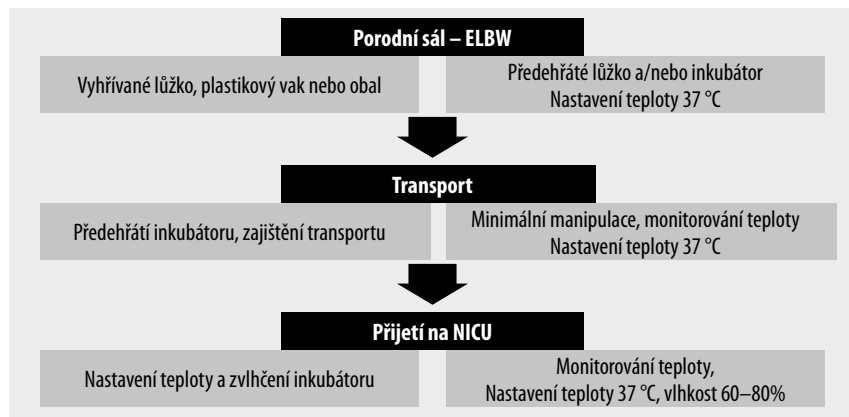 Porodní sál – ELBW
Vyhřívané lůžko, plastikový vak nebo obal
Předehřáté lůžko a/nebo inkubátor
Nastavení teploty 37 °C
Transport
Předehřátí inkubátoru, zajištění transportu
Minimální manipulace, monitorování teploty
Nastavení teploty 37 °C
Přijetí na NICU
Nastavení teploty a zvlhčení inkubátoru
Monitorování teploty,
Nastavení teploty 37 °C, vlhkost 60–80%